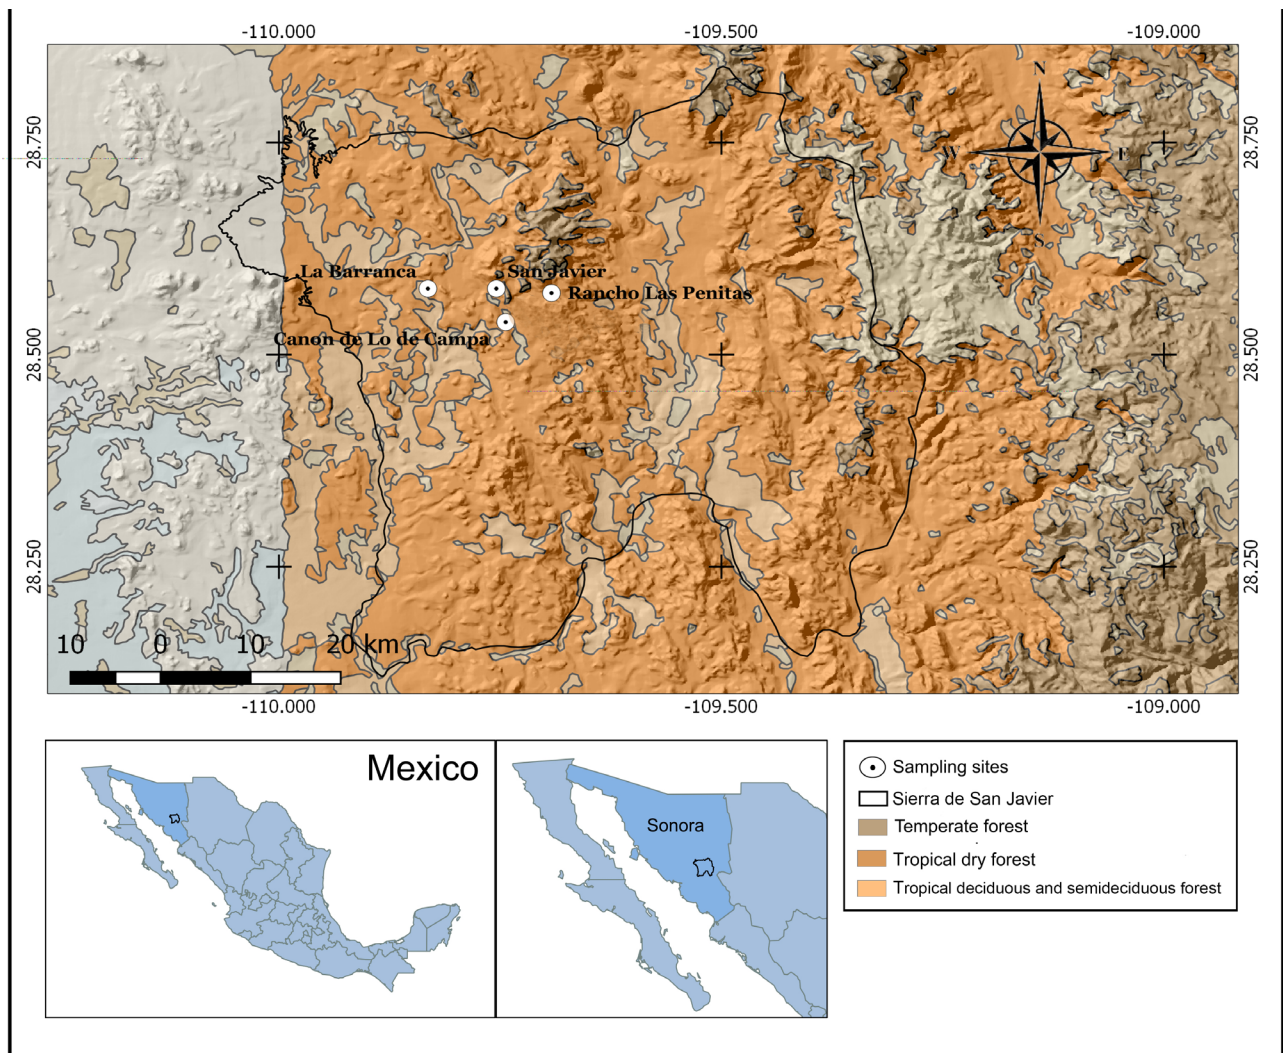 -110.000 -109.500 -109.000
N
28.750 28.750
W E
S
La Barranca San Javier
Rancho Las Penitas
Canon de Lo de Campa
28.500 28.500
28.250 28.250
10 0 10 20 km
-110.000 -109.500 -109.000
Mexico
Sonora
Sampling sites
Sierra de San Javier
Temperate forest
Tropical dry forest
Tropical deciduous and semideciduous forest